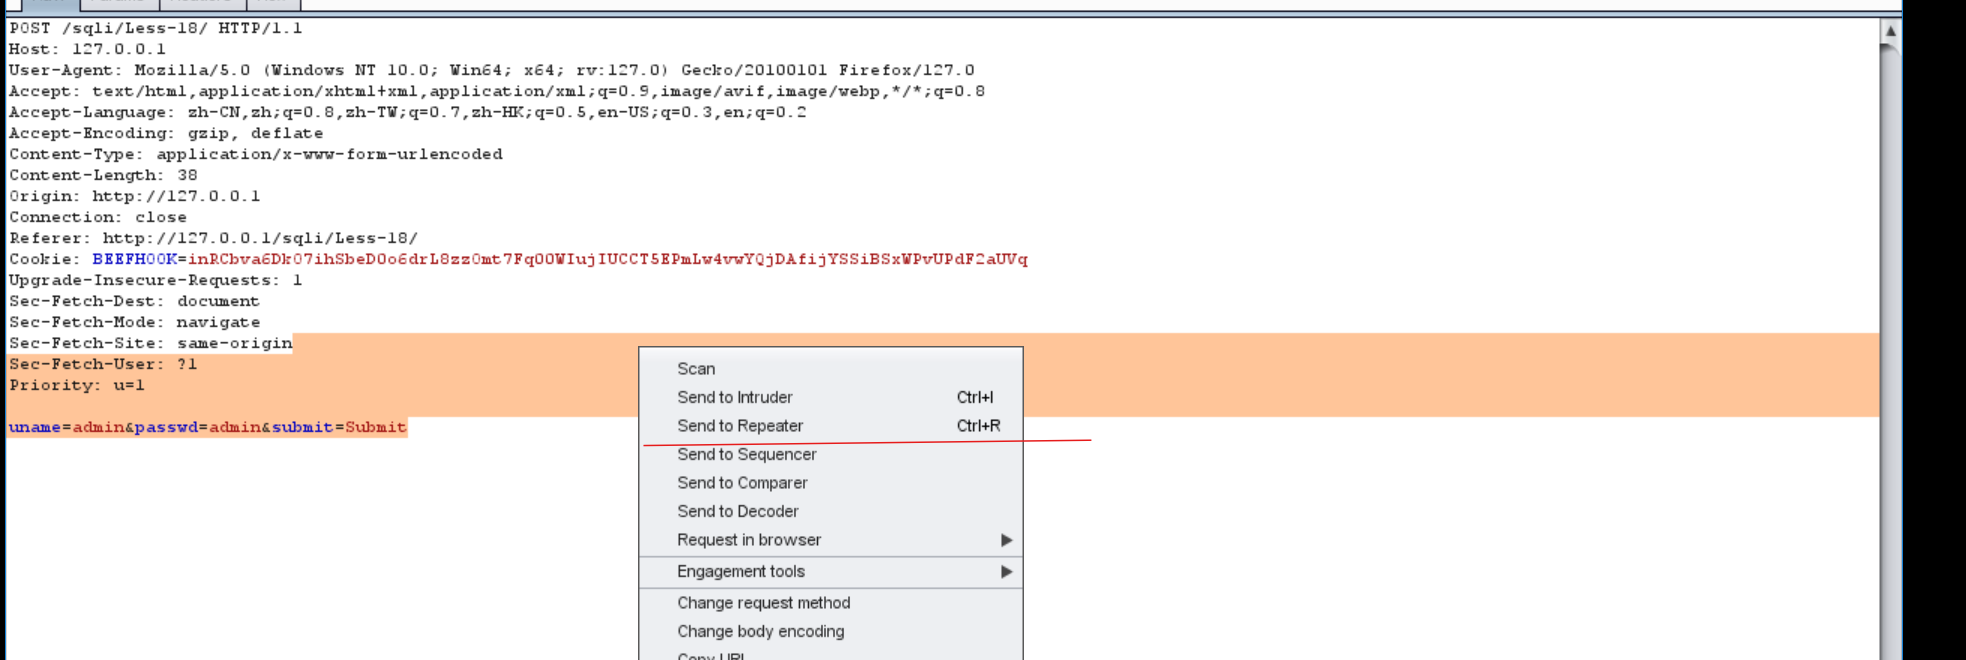 POST /sqli/Less-18/ HTTP/1.1
Host: 127.0.0.1
User-Agent: Mozilla/5.0 (Windows NT 10.0; Win64; x64; rv:127.0) Gecko/20100101 Firefox/127.0
Accept: text/html,application/xhtml+xml,application/xml;q=0.9,image/avif,image/webp,*/*;q=0.8
Accept-Language: zh-CN,zh;q=0.8,zh-TW;q=0.7,zh-HK;q=0.5,en-US;q=0.3,en;q=0.2
Accept-Encoding: gzip, deflate
Content-Type: application/x-www-form-urlencoded
Content-Length: 38
Origin: http://127.0.0.1
Connection: close
Referer: http://127.0.0.1/sqli/Less-18/
Cookie: BEEFHOOK=inRCbva6Dk07ihSbeD0o6drL8zz0mt7Fq00WIujIUCCT5EPmLw4vwYQjDAfijYSSiBSxWPvUPdF2aUVq
Upgrade-Insecure-Requests: 1
Sec-Fetch-Dest: document
Sec-Fetch-Mode: navigate
Sec-Fetch-Site: same-origin
Sec-Fetch-User: ?1
Priority: u=1
uname=admin&passwd=admin&submit=Submit
Scan
Send to Intruder Ctrl+I
Send to Repeater Ctrl+R
Send to Sequencer
Send to Comparer
Send to Decoder
Request in browser
Engagement tools
Change request method
Change body encoding
Copy URL